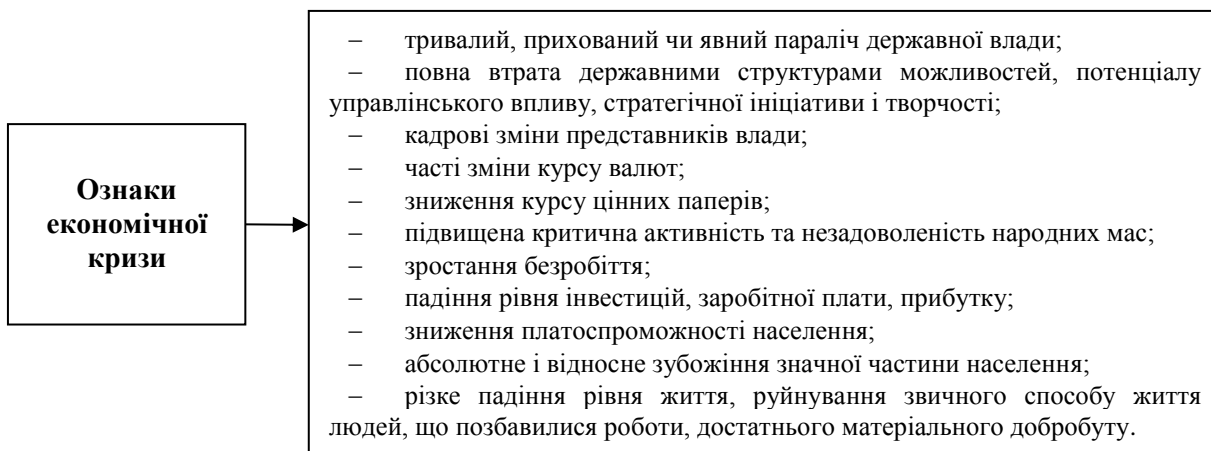 Ознаки
економічної
кризи
– тривалий, прихований чи явний параліч державної влади;
– повна втрата державними структурами можливостей, потенціалу
управлінського впливу, стратегічної ініціативи і творчості;
– кадрові зміни представників влади;
– часті зміни курсу валют;
– зниження курсу цінних паперів;
– підвищена критична активність та незадоволеність народних мас;
– зростання безробіття;
– падіння рівня інвестицій, заробітної плати, прибутку;
– зниження платоспроможності населення;
– абсолютне і відносне зубожіння значної частини населення;
– різке падіння рівня життя, руйнування звичного способу життя
людей, що позбавилися роботи, достатнього матеріального добробуту.